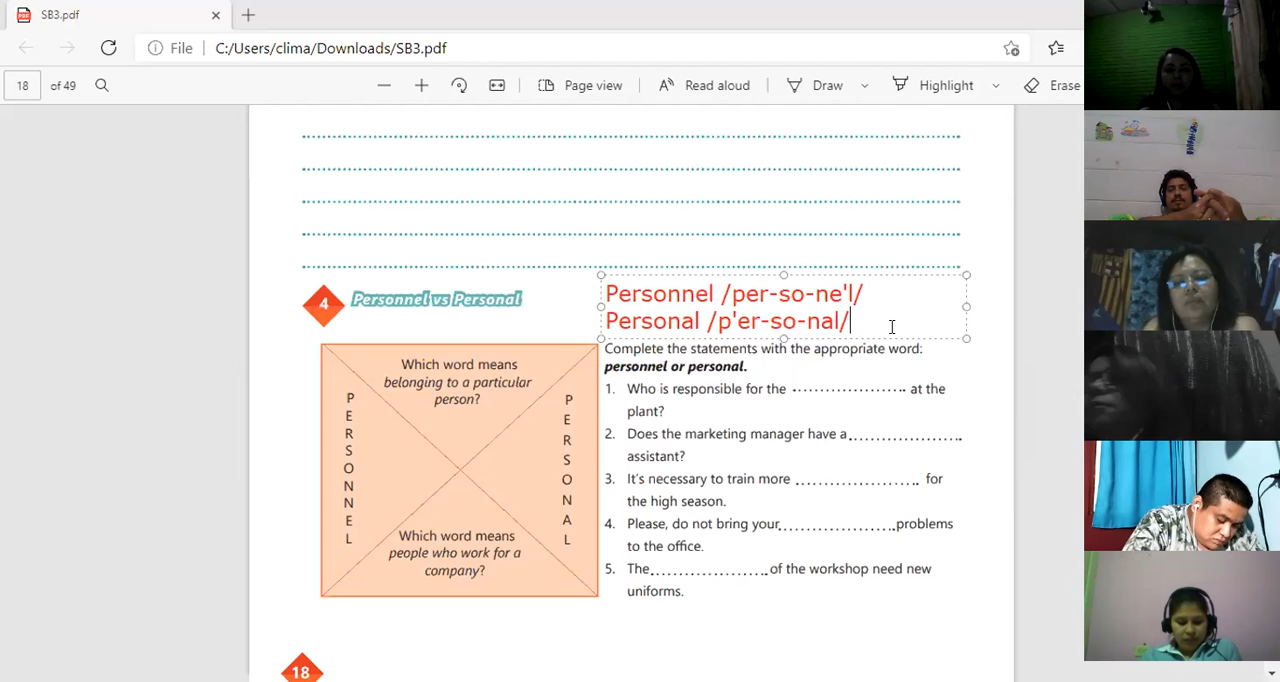 SB3.pdf
File C:/Users/clima/Downloads/SB3.pdf
18 of 49 Page view Read aloud Draw Highlight Erase
4 Personnel vs Personal
Personnel /per-so-ne'l/
Personal /p'er-so-nal/
Which word means
belonging to a particular
person?
PERSONNEL
PERSONAL
Which word means
people who work for a
company?
Complete the statements with the appropriate word:
personnel or personal.
1. Who is responsible for the ...................... at the
plant?
2. Does the marketing manager have a......................
assistant?
3. It's necessary to train more ...................... for
the high season.
4. Please, do not bring your......................problems
to the office.
5. The......................of the workshop need new
uniforms.
18